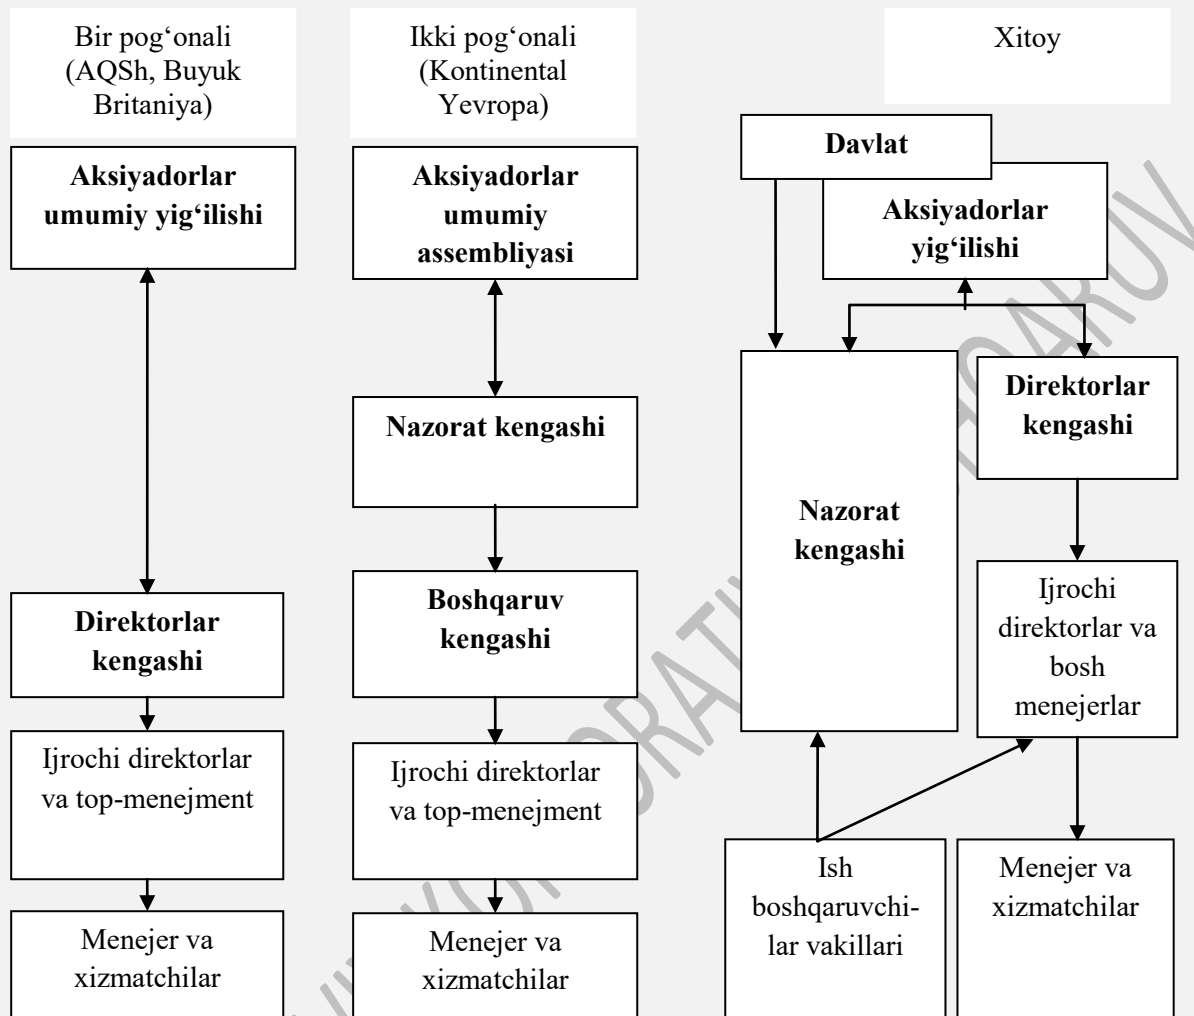 Bir pog‘onali
(AQSh, Buyuk
Britaniya)
Aksiyadorlar
umumiy yig‘ilishi
Direktorlar
kengashi
Ijrochi direktorlar
va top-menejment
Menejer va
xizmatchilar
Ikki pog‘onali
(Kontinental
Yevropa)
Aksiyadorlar
umumiy
assembliyasi
Nazorat kengashi
Boshqaruv
kengashi
Ijrochi direktorlar
va top-menejment
Menejer va
xizmatchilar
Xitoy
Davlat
Aksiyadorlar
yig‘ilishi
Nazorat
kengashi
Direktorlar
kengashi
Ijrochi
direktorlar va
bosh
menejerlar
Ish
boshqaruvchi-
lar vakillari
Menejer va
xizmatchilar